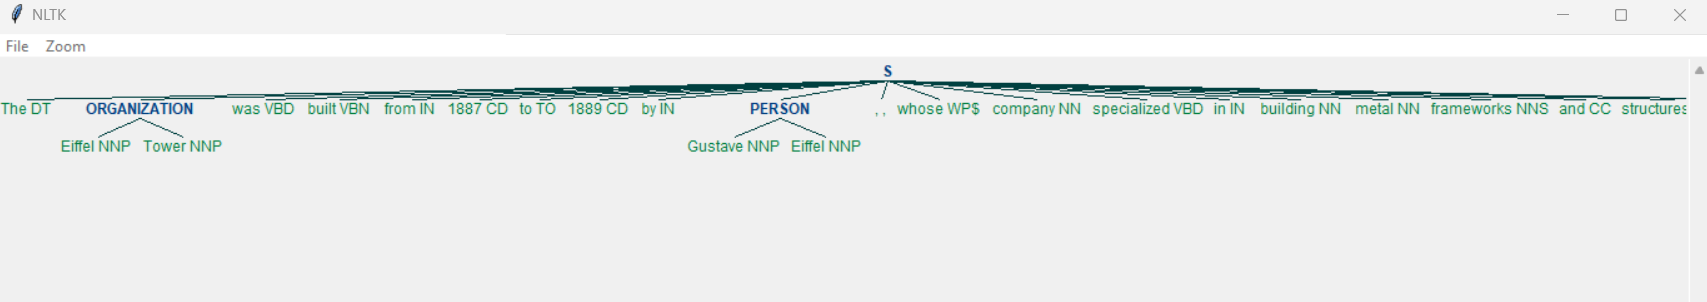 NLTK
File Zoom
S
The DT ORGANIZATION was VBD built VBN from IN 1887 CD to TO 1889 CD by IN PERSON , , whose WP$ company NN specialized VBD in IN building NN metal NN frameworks NNS and CC structures
Eiffel NNP Tower NNP Gustave NNP Eiffel NNP